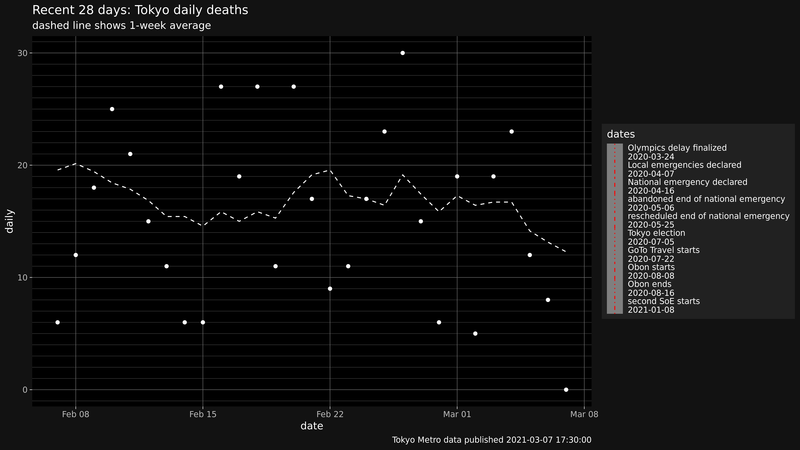 Recent 28 days: Tokyo daily deaths
dashed line shows 1-week average
30
20
10
0
daily
Feb 08
Feb 15
Feb 22
Mar 01
Mar 08
date
dates
Olympics delay finalized
2020-03-24
Local emergencies declared
2020-04-07
National emergency declared
2020-04-16
abandoned end of national emergency
2020-05-06
rescheduled end of national emergency
2020-05-25
Tokyo election
2020-07-05
GoTo Travel starts
2020-07-22
Obon starts
2020-08-08
Obon ends
2020-08-16
second SoE starts
2021-01-08
Tokyo Metro data published 2021-03-07 17:30:00